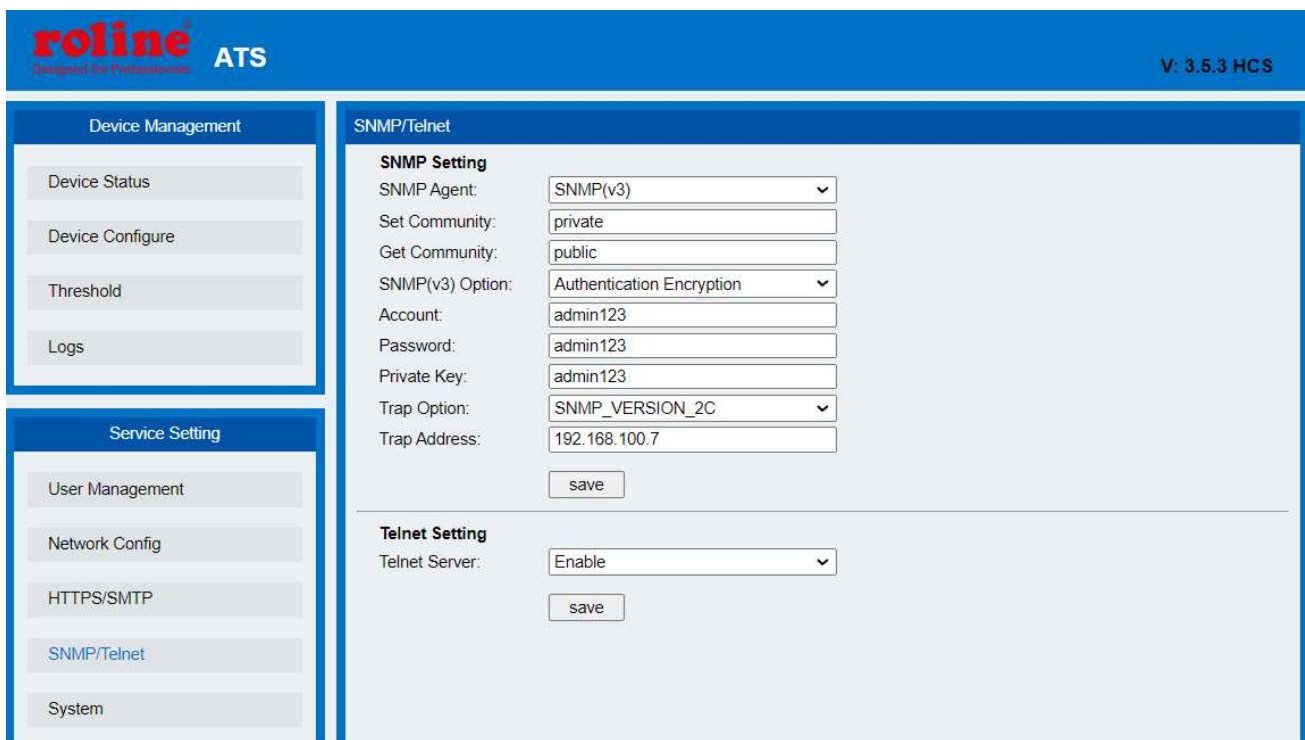 roline®
Designed for Professionals
ATS
V: 3.5.3 HCS
Device Management
Device Status
Device Configure
Threshold
Logs
Service Setting
User Management
Network Config
HTTPS/SMTP
SNMP/Telnet
System
SNMP/Telnet
SNMP Setting
SNMP Agent: SNMP(v3)
Set Community: private
Get Community: public
SNMP(v3) Option: Authentication Encryption
Account: admin123
Password: admin123
Private Key: admin123
Trap Option: SNMP_VERSION_2C
Trap Address: 192.168.100.7
save
Telnet Setting
Telnet Server: Enable
save